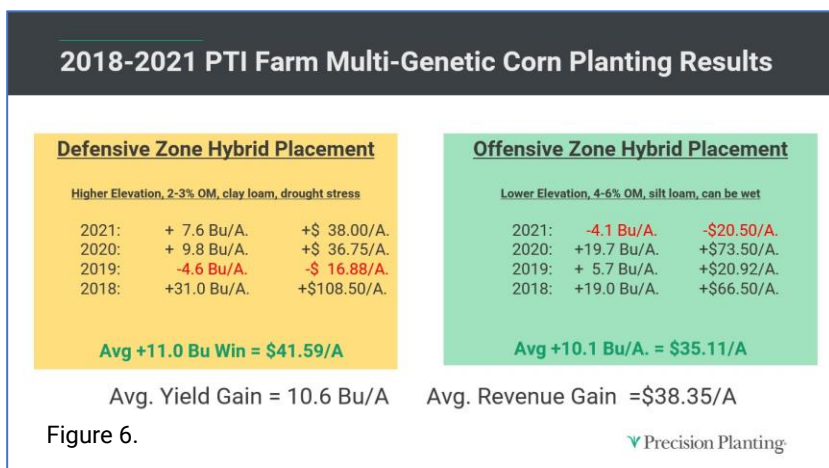 2018-2021 PTI Farm Multi-Genetic Corn Planting Results
Defensive Zone Hybrid Placement
Higher Elevation, 2-3% OM, clay loam, drought stress
2021: + 7.6 Bu/A. +$ 38.00/A.
2020: + 9.8 Bu/A. +$ 36.75/A.
2019: -4.6 Bu/A. -$ 16.88/A.
2018: +31.0 Bu/A. +$108.50/A.
Avg +11.0 Bu Win = $41.59/A
Offensive Zone Hybrid Placement
Lower Elevation, 4-6% OM, silt loam, can be wet
2021: -4.1 Bu/A. -$20.50/A.
2020: +19.7 Bu/A. +$73.50/A.
2019: + 5.7 Bu/A. +$20.92/A.
2018: +19.0 Bu/A. +$66.50/A.
Avg +10.1 Bu/A. = $35.11/A
Avg. Yield Gain = 10.6 Bu/A Avg. Revenue Gain =$38.35/A
Figure 6.
Precision Planting